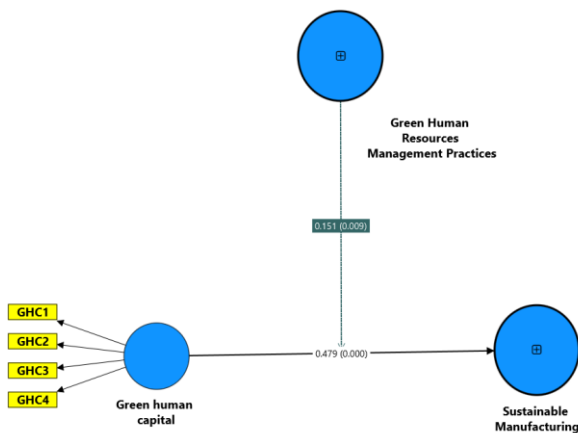 Green Human
Resources
Management Practices
0.151 (0.009)
GHC1
GHC2
GHC3
GHC4
0.479 (0.000)
Green human
capital
Sustainable
Manufacturing